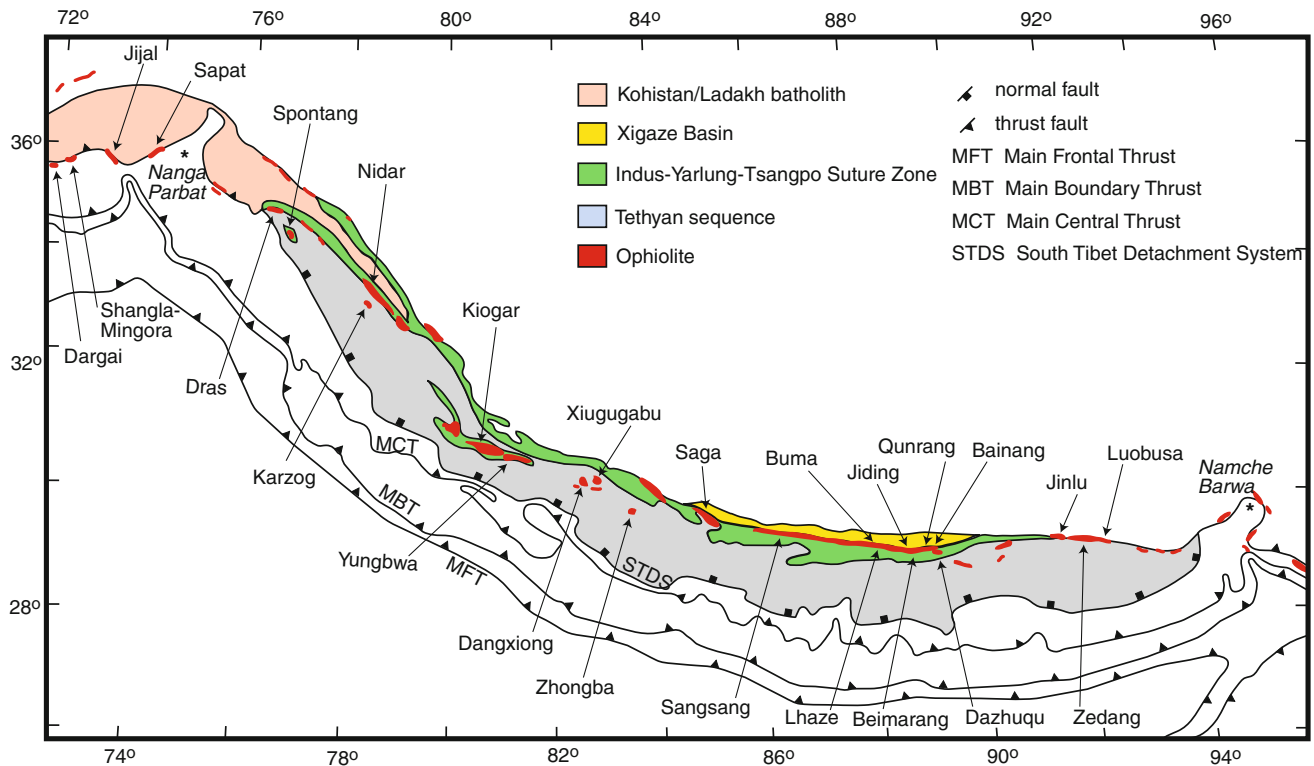 72º 76º 80º 84º 88º 92º 96º
Jijal
Sapat
Spontang
Nidar
Kohistan/Ladakh batholith
Xigaze Basin
Indus-Yarlung-Tsangpo Suture Zone
Tethyan sequence
Ophiolite
normal fault
thrust fault
MFT Main Frontal Thrust
MBT Main Boundary Thrust
MCT Main Central Thrust
STDS South Tibet Detachment System
36º
*
Nanga
Parbat
Shangla-
Mingora
Dargai
32º
Dras
Karzog
Kiogar
MCT
MBT
MFT
Yungbwa
Xiugugabu
Saga
Buma
Jiding
Qunrang
Bainang
Jinlu
Luobusa
Namche
Barwa
*
28º
STDS
Dangxiong
Zhongba
Sangsang
Lhaze
Beimarang
Dazhuqu
Zedang
74º 78º 82º 86º 90º 94º